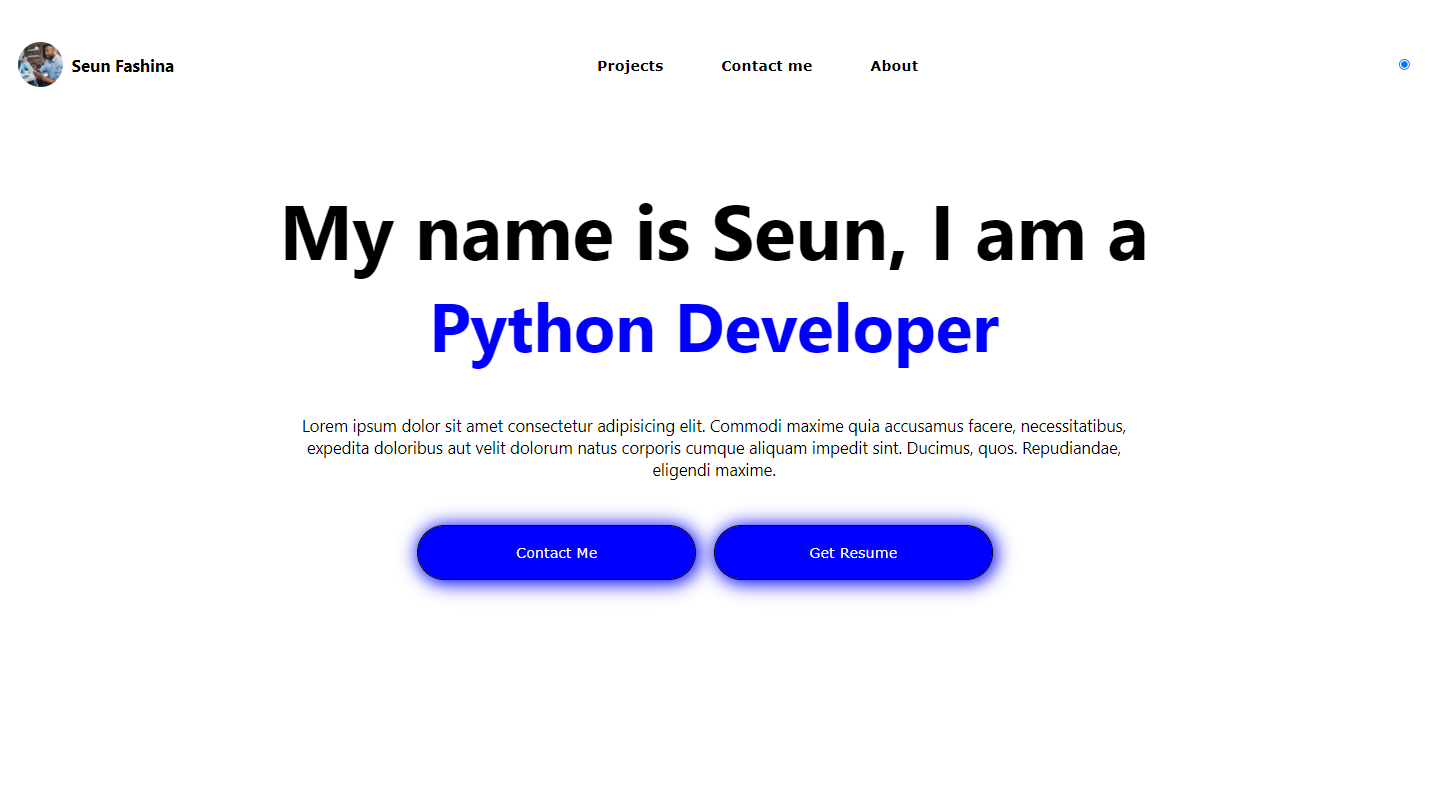 Seun Fashina
Projects
Contact me
About
My name is Seun, I am a
Python Developer
Lorem ipsum dolor sit amet consectetur adipisicing elit. Commodi maxime quia accusamus facere, necessitatibus,
expedita doloribus aut velit dolorum natus corporis cumque aliquam impedit sint. Ducimus, quos. Repudiandae,
eligendi maxime.
Contact Me
Get Resume